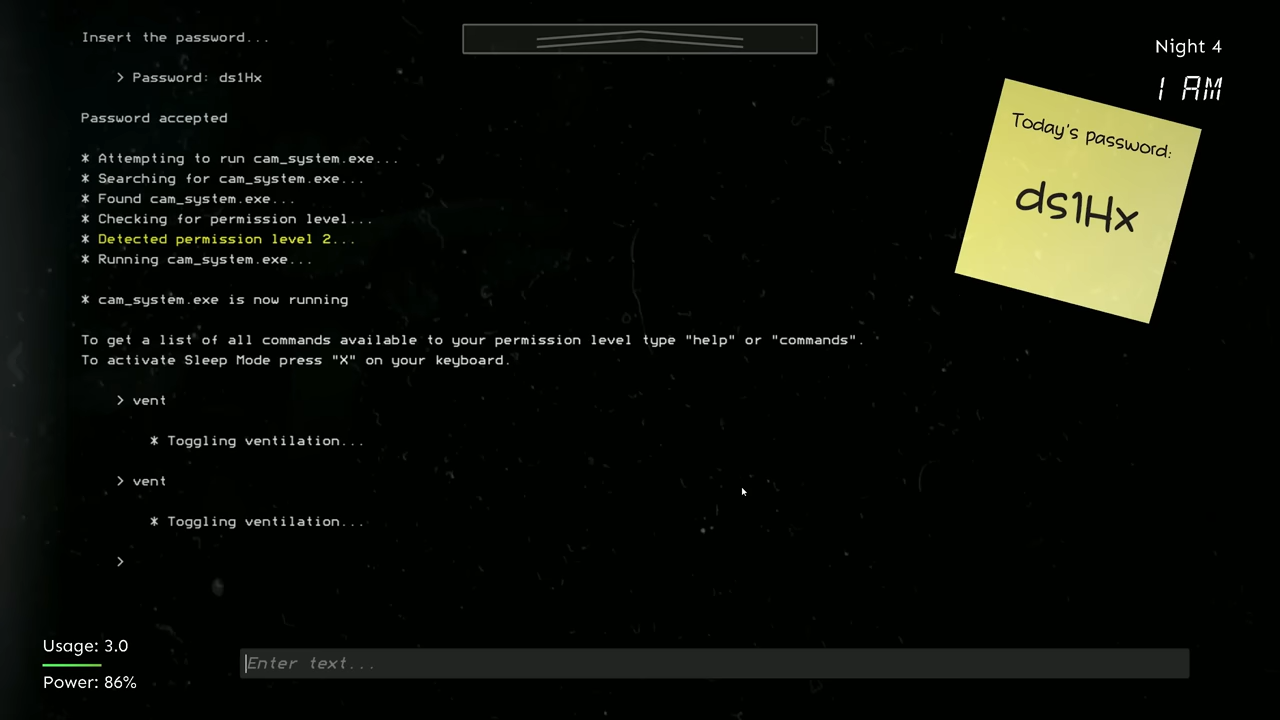 Insert the password...
> Password: ds1Hx
Password accepted
* Attempting to run cam_system.exe...
* Searching for cam_system.exe...
* Found cam_system.exe...
* Checking for permission level...
* Detected permission level 2...
* Running cam_system.exe...
* cam_system.exe is now running
To get a list of all commands available to your permission level type "help" or "commands".
To activate Sleep Mode press "X" on your keyboard.
> vent
* Toggling ventilation...
> vent
* Toggling ventilation...
>
Night 4
1 AM
Today's password:
ds1Hx
Usage: 3.0
Power: 86%
Enter text...